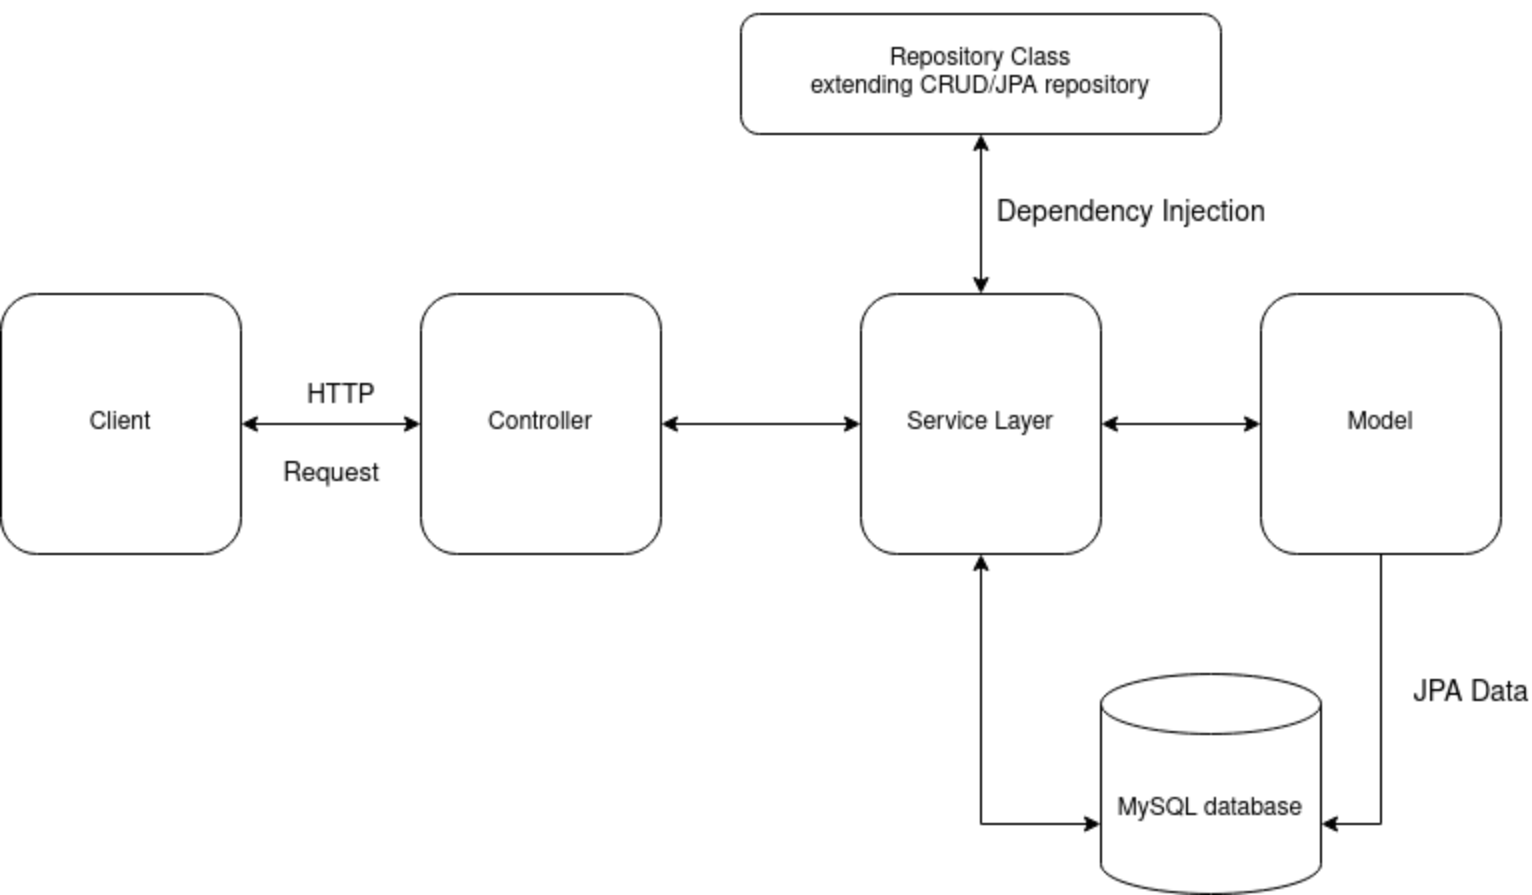 Repository Class
extending CRUD/JPA repository
Dependency Injection
Client
HTTP
Request
Controller
Service Layer
Model
JPA Data
MySQL database